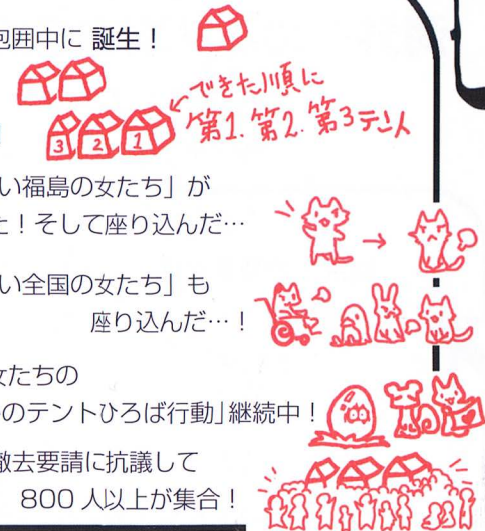 包囲中に 誕生!
できた順に
第1.第2.第3テント
3 2 1
い福島の女たち」が
た!そして座り込んだ…
い全国の女たち」も
座り込んだ…!
女たちの
のテントひろば行動」継続中!
撤去要請に抗議して
800 人以上が集合!